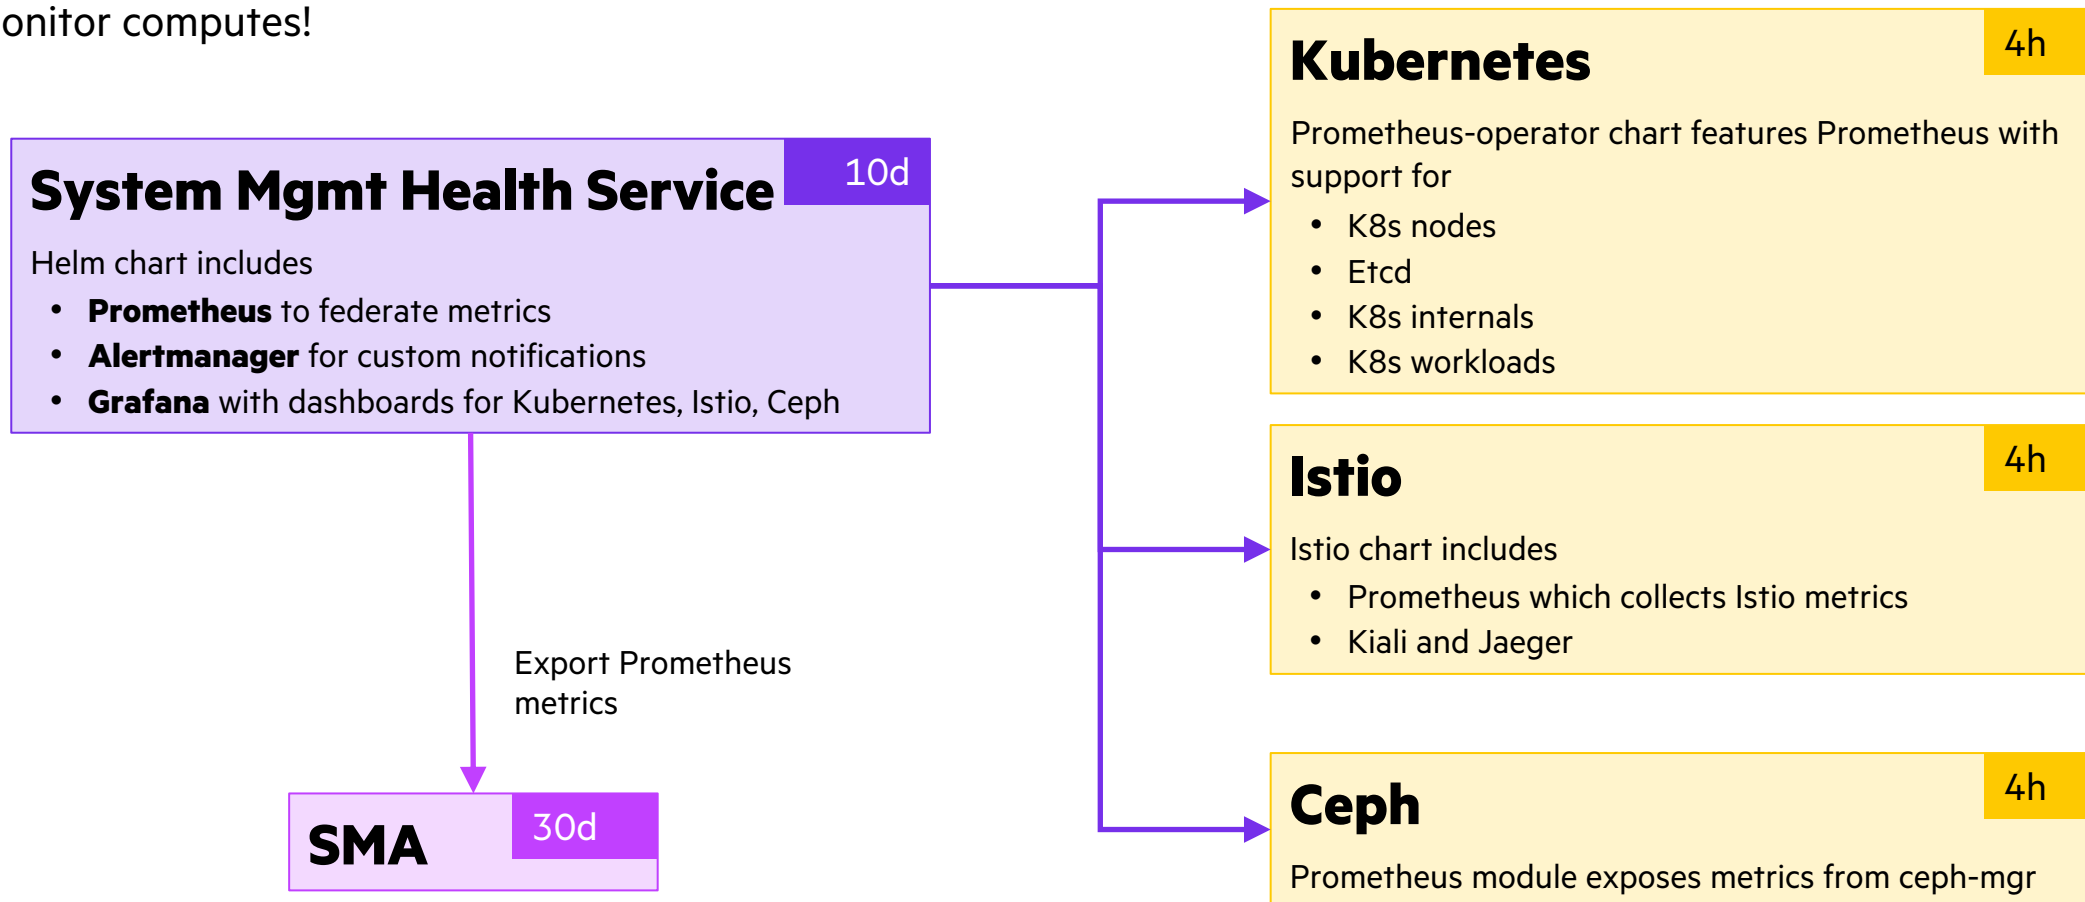 onitor computes!
System Mgmt Health Service
10d
Helm chart includes
• Prometheus to federate metrics
• Alertmanager for custom notifications
• Grafana with dashboards for Kubernetes, Istio, Ceph
Export Prometheus
metrics
SMA
30d
Kubernetes
4h
Prometheus-operator chart features Prometheus with
support for
• K8s nodes
• Etcd
• K8s internals
• K8s workloads
Istio
4h
Istio chart includes
• Prometheus which collects Istio metrics
• Kiali and Jaeger
Ceph
4h
Prometheus module exposes metrics from ceph-mgr